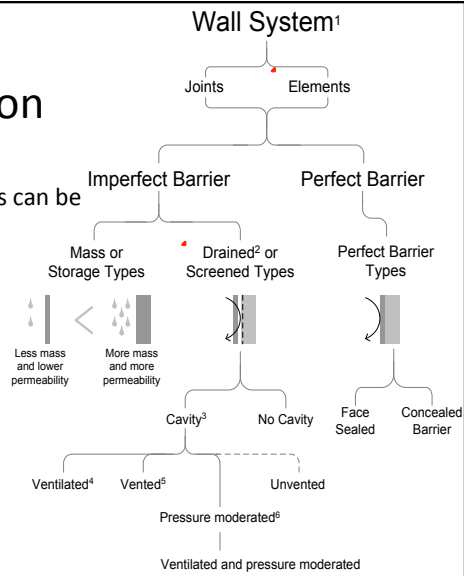 Wall System1
on
Joints
Elements
s can be
Imperfect Barrier
Perfect Barrier
Mass or
Storage Types
Drained2 or
Screened Types
Perfect Barrier
Types
Less mass
and lower
permeability
<
More mass
and more
permeability
Cavity3
No Cavity
Face
Sealed
Concealed
Barrier
Ventilated4
Vented5
Unvented
Pressure moderated6
Ventilated and pressure moderated